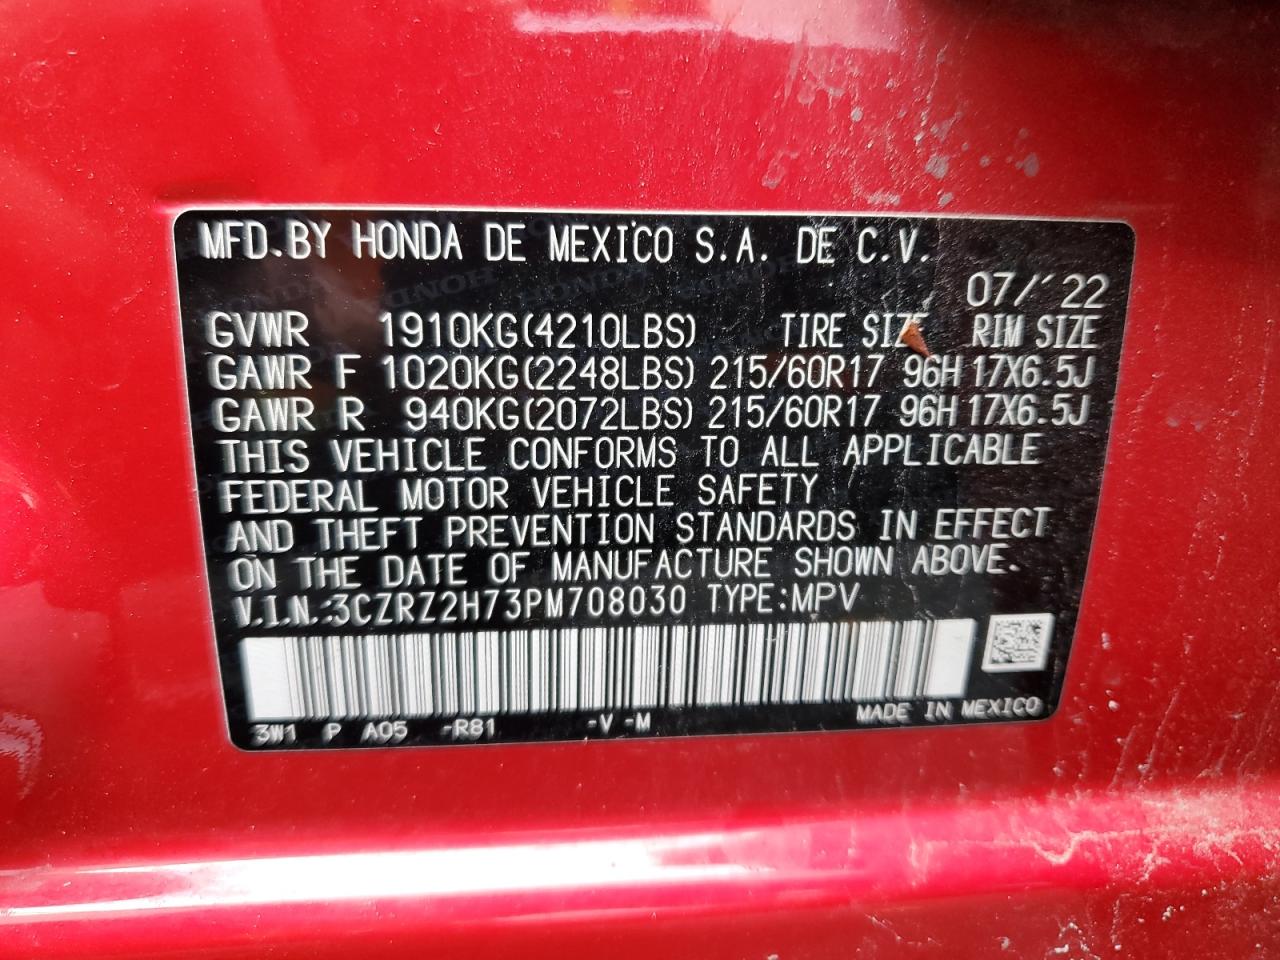 MFD.BY HONDA DE MEXICO S.A. DE C.V.
07/'22
GVWR 1910KG(4210LBS) TIRE SIZE RIM SIZE
GAWR F 1020KG(2248LBS) 215/60R17 96H 17X6.5J
GAWR R 940KG(2072LBS) 215/60R17 96H 17X6.5J
THIS VEHICLE CONFORMS TO ALL APPLICABLE
FEDERAL MOTOR VEHICLE SAFETY
AND THEFT PREVENTION STANDARDS IN EFFECT
ON THE DATE OF MANUFACTURE SHOWN ABOVE.
V.I.N.:3CZRZ2H73PM708030 TYPE:MPV
3W1 P A05 -R81 -V -M MADE IN MEXICO